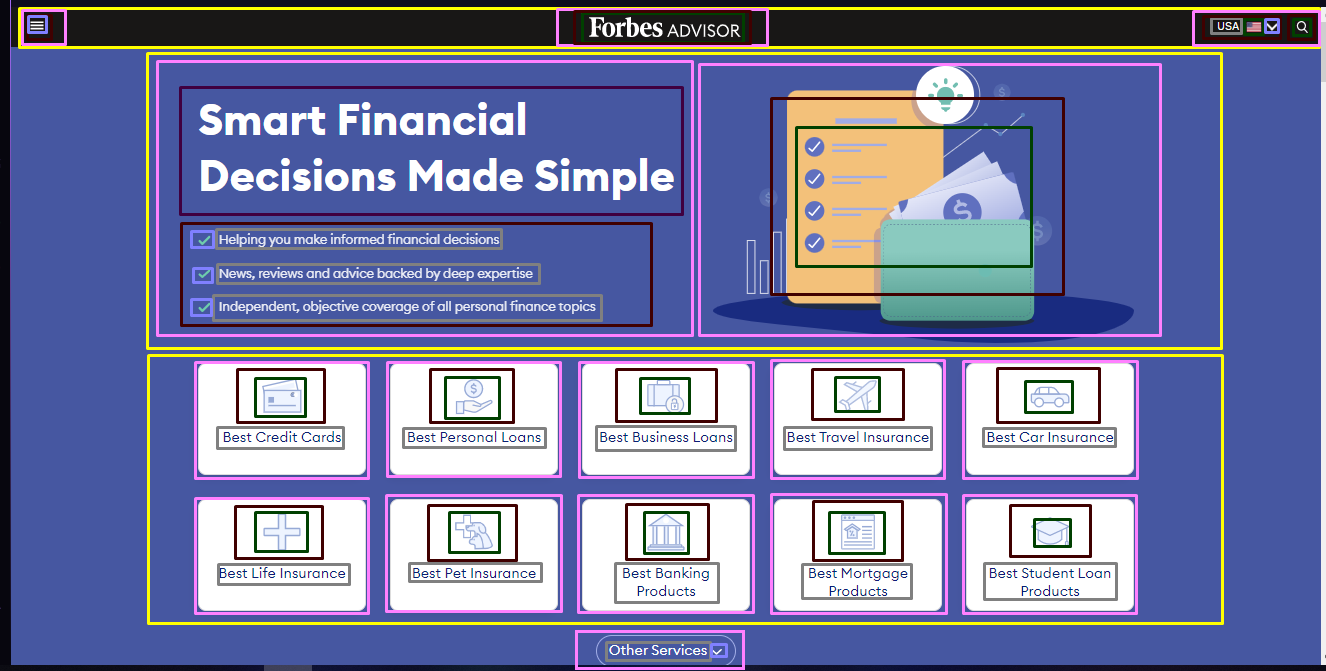 Forbes ADVISOR
USA
Smart Financial
Decisions Made Simple
Helping you make informed financial decisions
News, reviews and advice backed by deep expertise
Independent, objective coverage of all personal finance topics
Best Credit Cards
Best Personal Loans
Best Business Loans
Best Travel Insurance
Best Car Insurance
Best Life Insurance
Best Pet Insurance
Best Banking
Products
Best Mortgage
Products
Best Student Loan
Products
Other Services